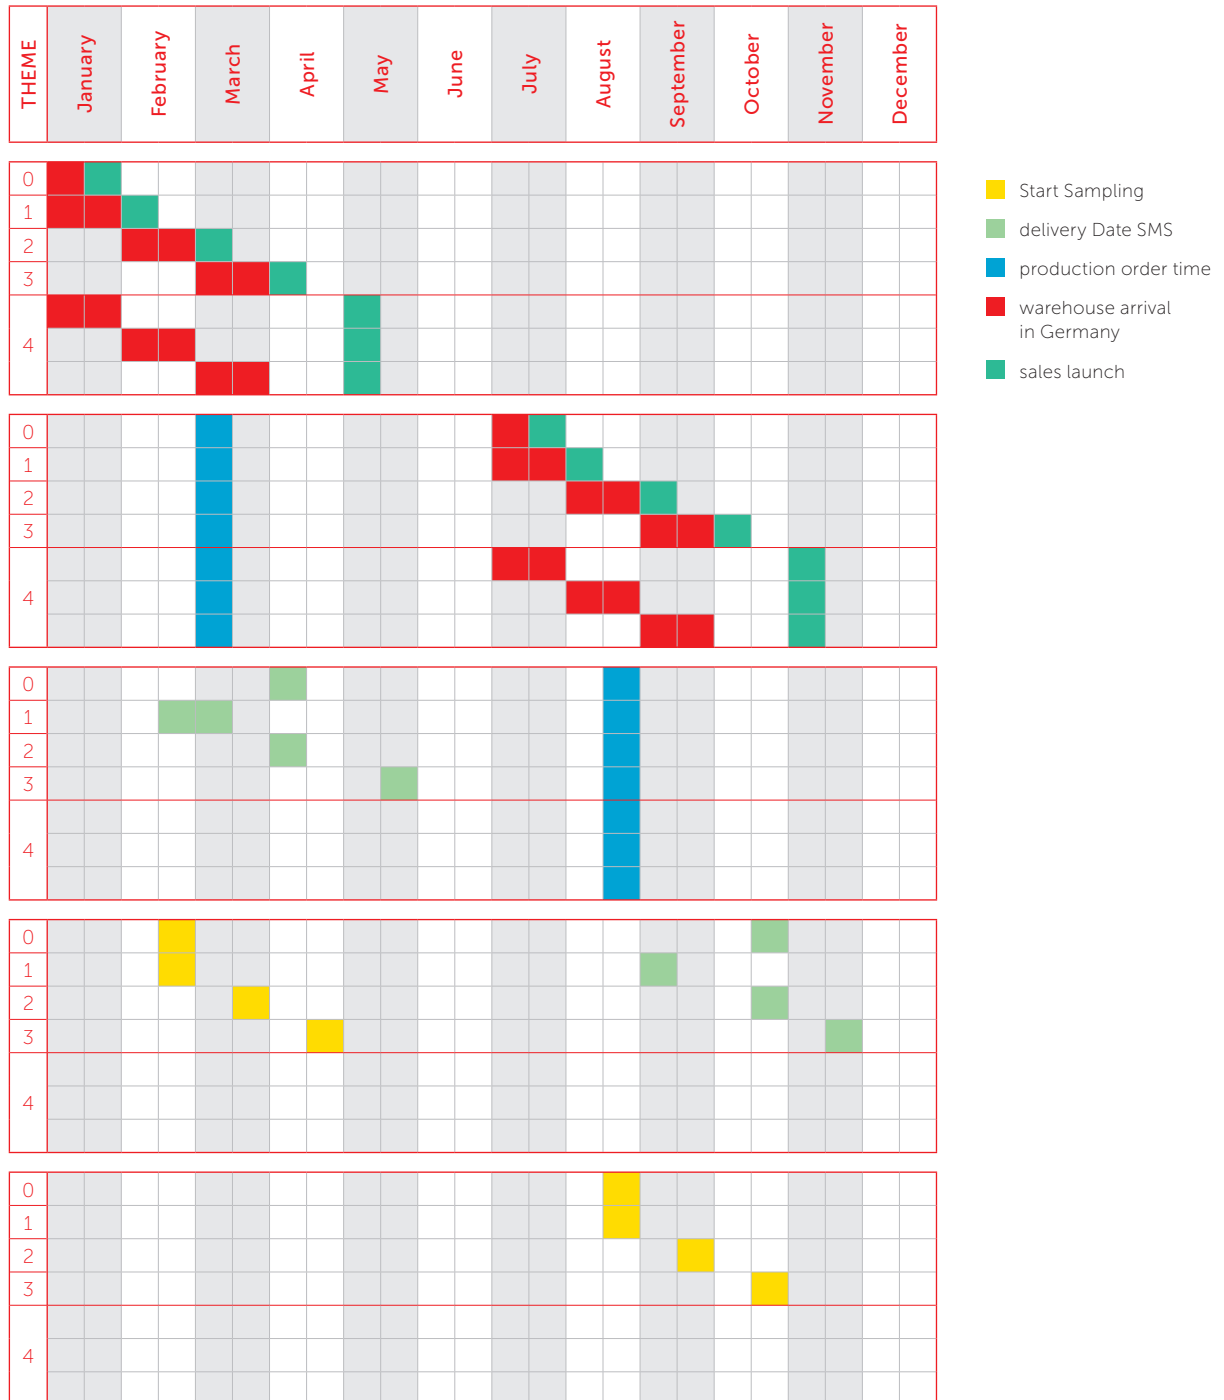 THEME
January
February
March
April
May
June
July
August
September
October
November
December
0
1
2
3
4
0
1
2
3
4
0
1
2
3
4
0
1
2
3
4
0
1
2
3
4
Start Sampling
delivery Date SMS
production order time
warehouse arrival
in Germany
sales launch